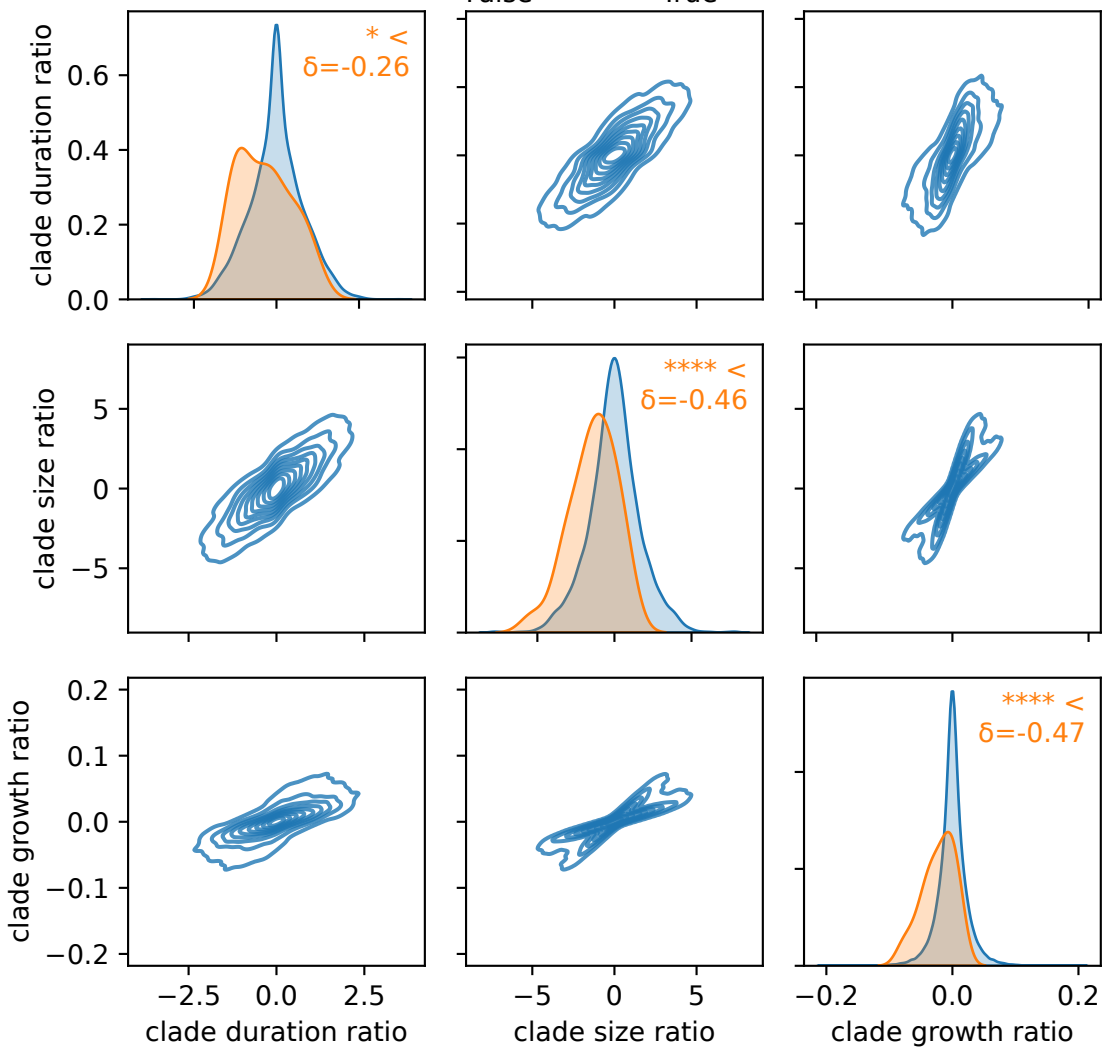 clade duration ratio
0.6
0.4
0.2
0.0
* <
δ=-0.26
clade size ratio
5
0
−5
**** <
δ=-0.46
clade growth ratio
0.2
0.1
0.0
−0.1
−0.2
**** <
δ=-0.47
−2.5 0.0 2.5
−5 0 5
−0.2 0.0 0.2
clade duration ratio
clade size ratio
clade growth ratio